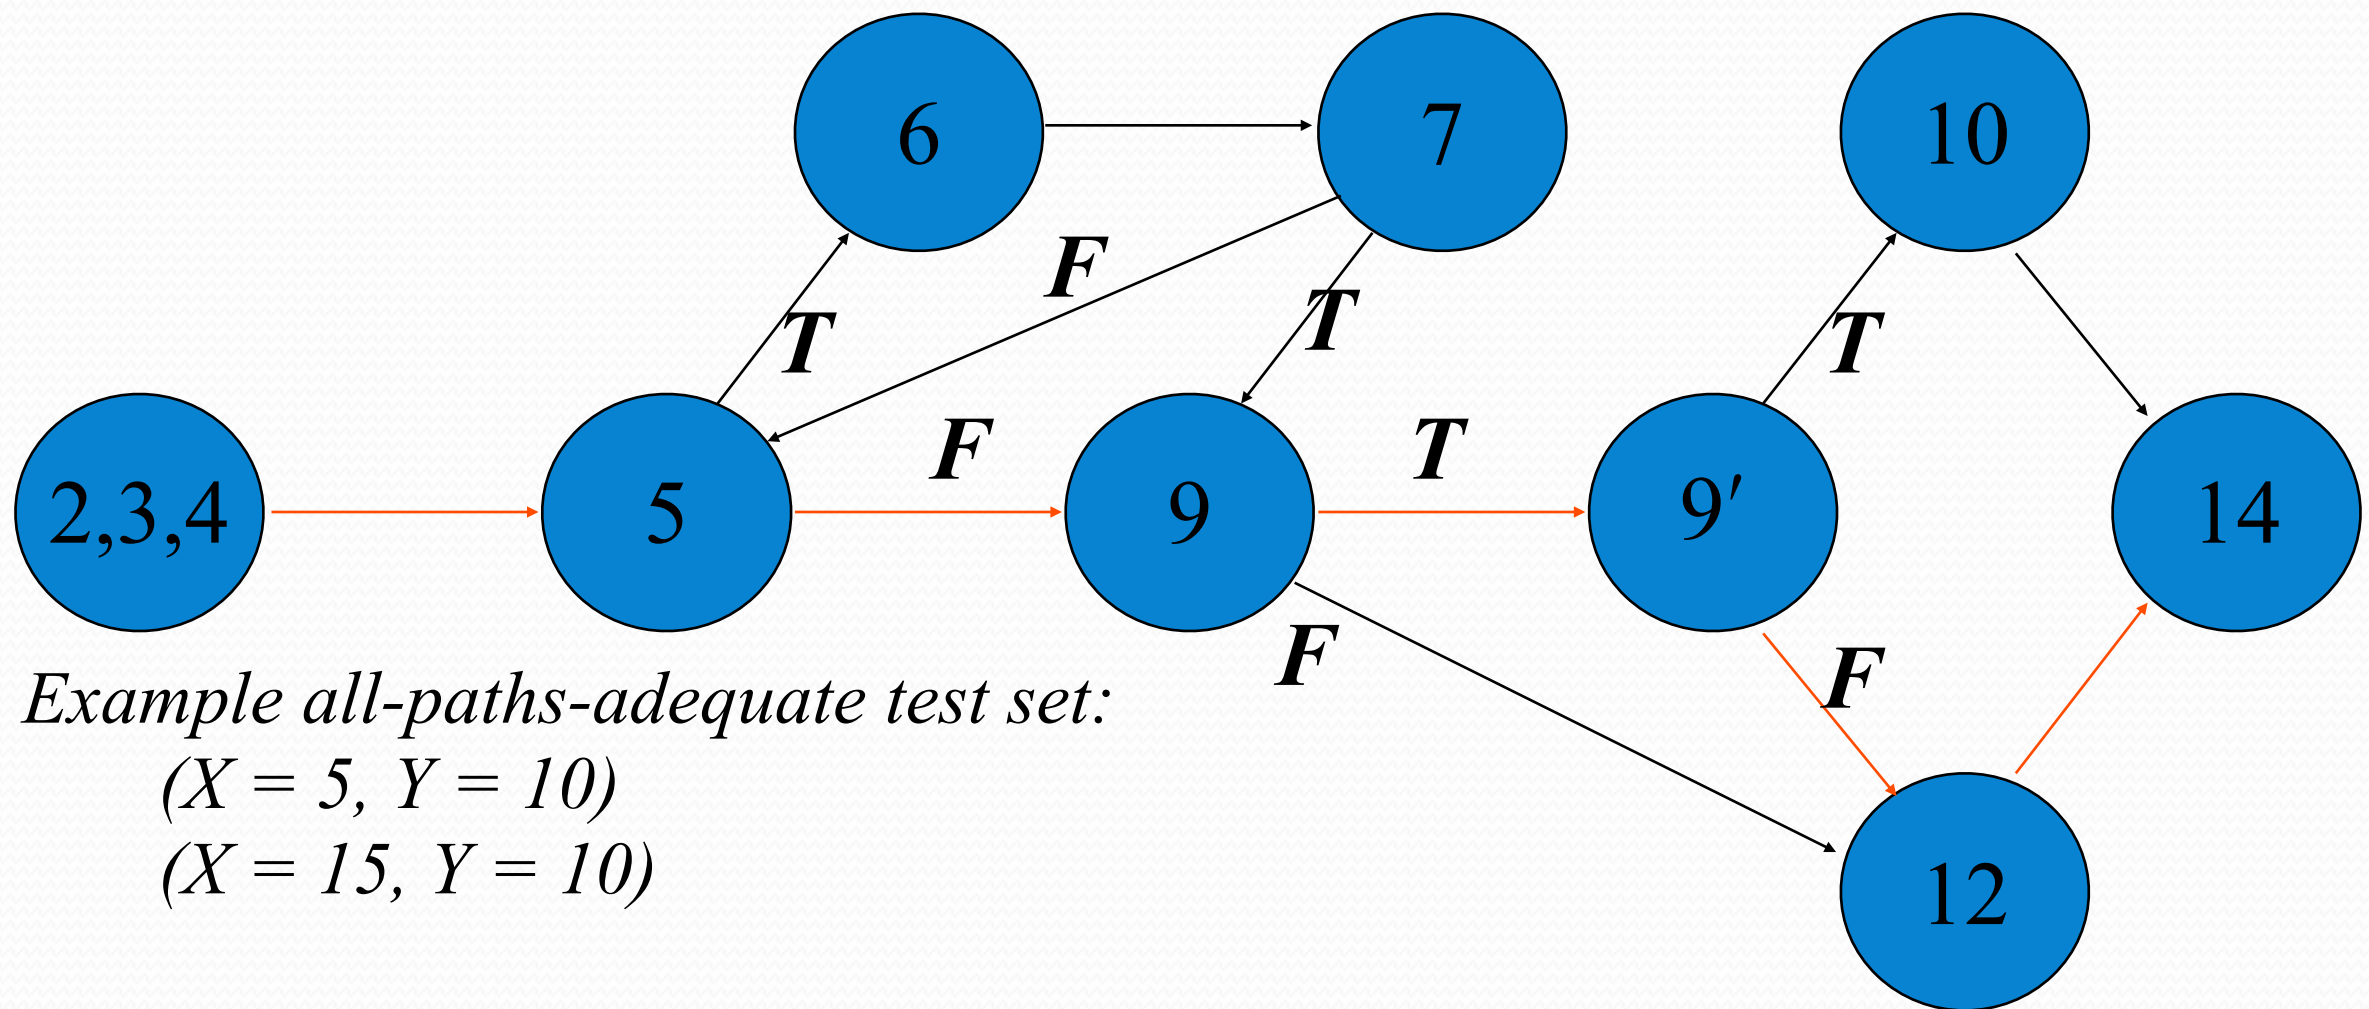 6
7
10
F
T
T
T
F
T
2,3,4
5
9
9′
14
F
F
Example all-paths-adequate test set:
(X = 5, Y = 10)
(X = 15, Y = 10)
12